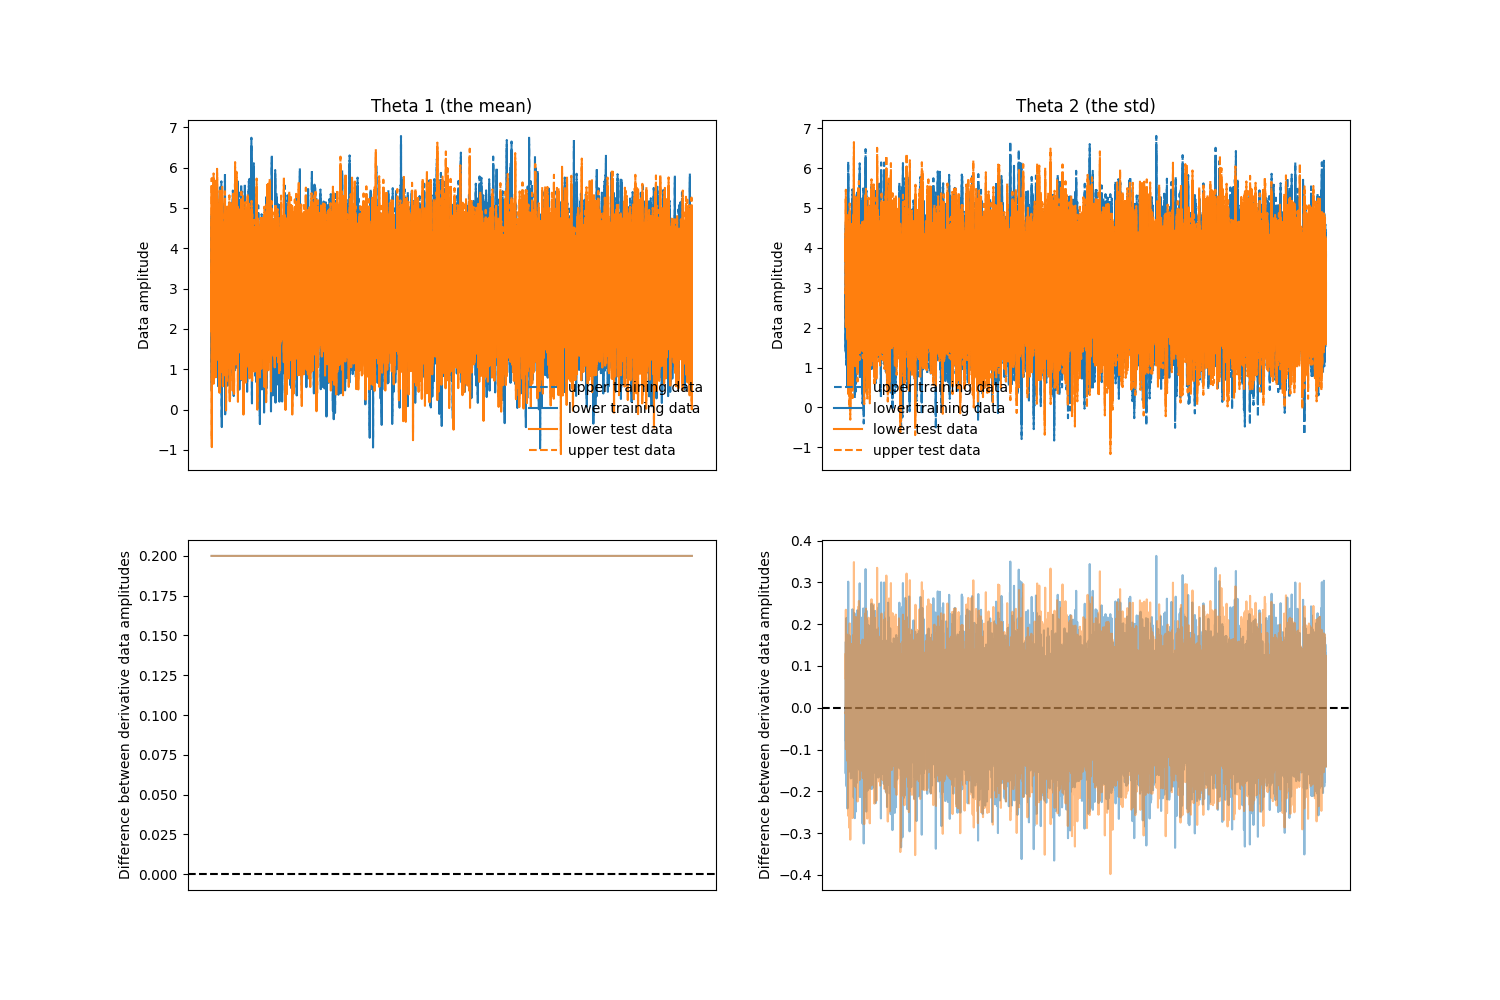 Theta 1 (the mean)
Data amplitude
7
6
5
4
3
2
1
0
−1
upper training data
lower training data
lower test data
upper test data
Theta 2 (the std)
Data amplitude
7
6
5
4
3
2
1
0
−1
upper training data
lower training data
lower test data
upper test data
Difference between derivative data amplitudes
0.200
0.175
0.150
0.125
0.100
0.075
0.050
0.025
0.000
Difference between derivative data amplitudes
0.4
0.3
0.2
0.1
0.0
−0.1
−0.2
−0.3
−0.4